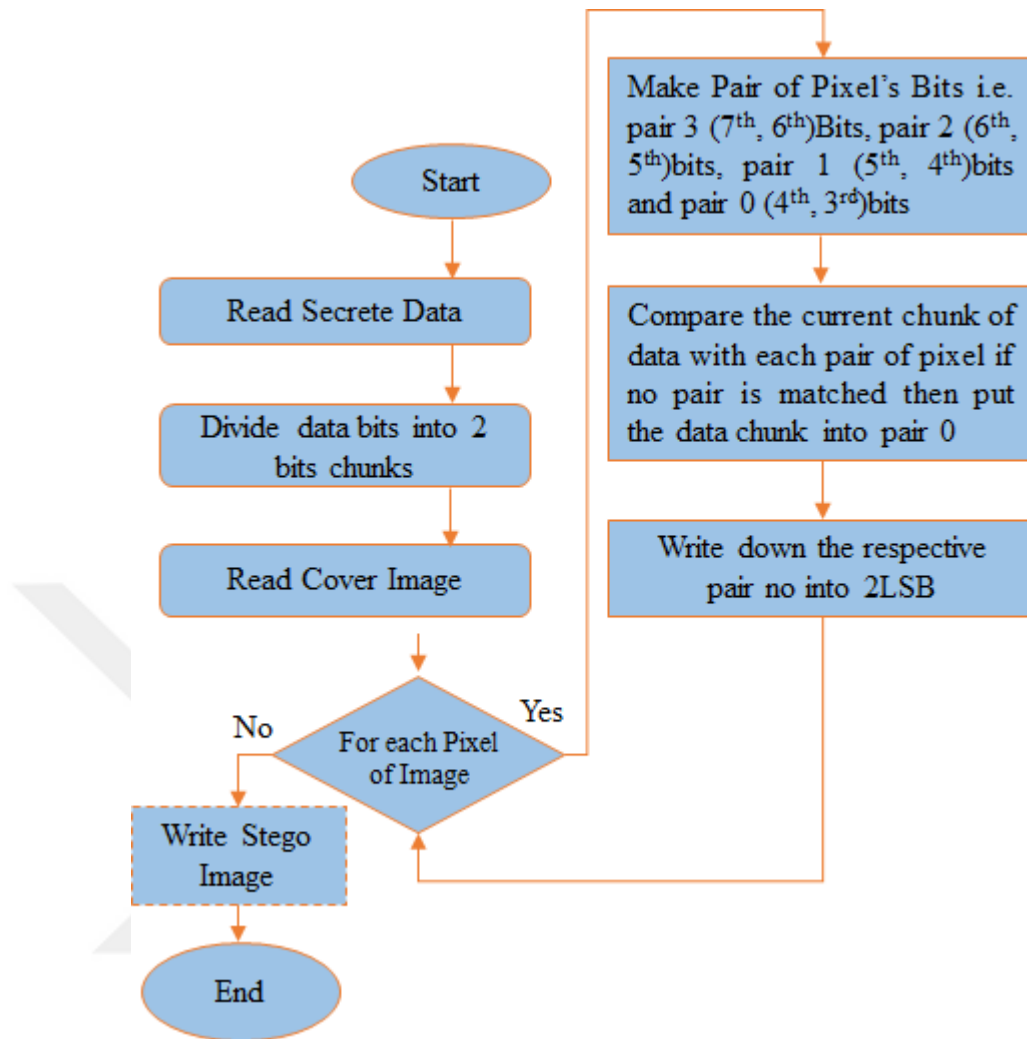 Start
Read Secrete Data
Divide data bits into 2
bits chunks
Read Cover Image
For each Pixel
of Image
No
Yes
Write Stego
Image
End
Make Pair of Pixel’s Bits i.e.
pair 3 (7th, 6th)Bits, pair 2 (6th,
5th)bits, pair 1 (5th, 4th)bits
and pair 0 (4th, 3rd)bits
Compare the current chunk of
data with each pair of pixel if
no pair is matched then put
the data chunk into pair 0
Write down the respective
pair no into 2LSB